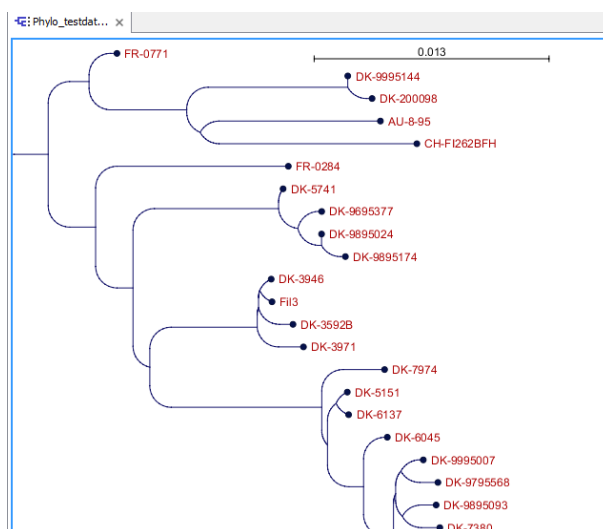 Phylo_testdat...
FR-0771
0.013
DK-9995144
DK-200098
AU-8-95
CH-FI262BFH
FR-0284
DK-5741
DK-9695377
DK-9895024
DK-9895174
DK-3946
Fil3
DK-3592B
DK-3971
DK-7974
DK-5151
DK-6137
DK-6045
DK-9995007
DK-9795568
DK-9895093
DK-7380